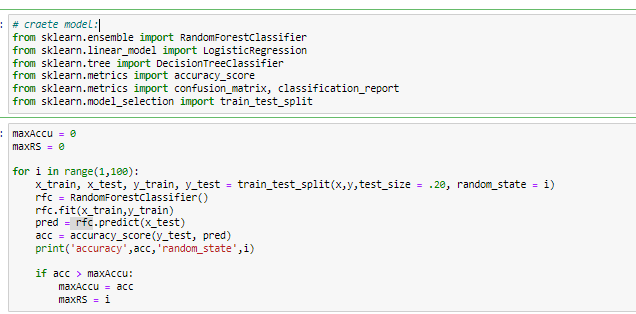 # craete model:
from sklearn.ensemble import RandomForestClassifier
from sklearn.linear_model import LogisticRegression
from sklearn.tree import DecisionTreeClassifier
from sklearn.metrics import accuracy_score
from sklearn.metrics import confusion_matrix, classification_report
from sklearn.model_selection import train_test_split
maxAccu = 0
maxRS = 0
for i in range(1,100):
x_train, x_test, y_train, y_test = train_test_split(x,y,test_size = .20, random_state = i)
rfc = RandomForestClassifier()
rfc.fit(x_train,y_train)
pred = rfc.predict(x_test)
acc = accuracy_score(y_test, pred)
print('accuracy',acc,'random_state',i)
if acc > maxAccu:
maxAccu = acc
maxRS = i